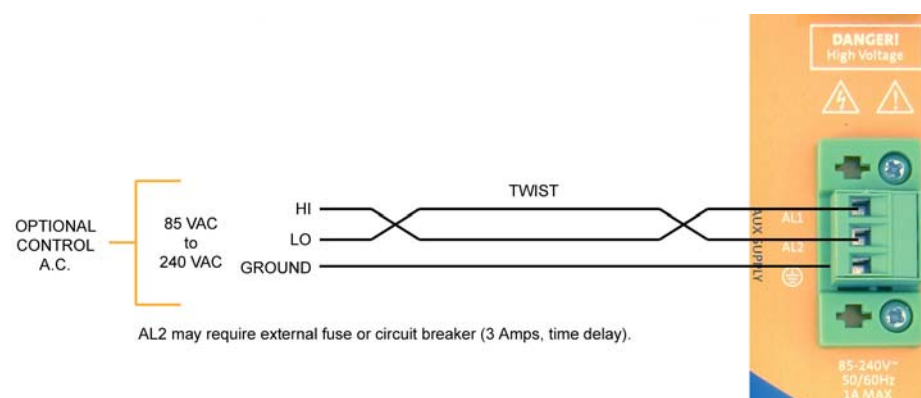 DANGER!
High Voltage
TWIST
HI
LO
GROUND
OPTIONAL
CONTROL
A.C.
85 VAC
to
240 VAC
AUX SUPPLY
AL1
AL2
AL2 may require external fuse or circuit breaker (3 Amps, time delay).
85-240V~
50/60Hz
1A MAX